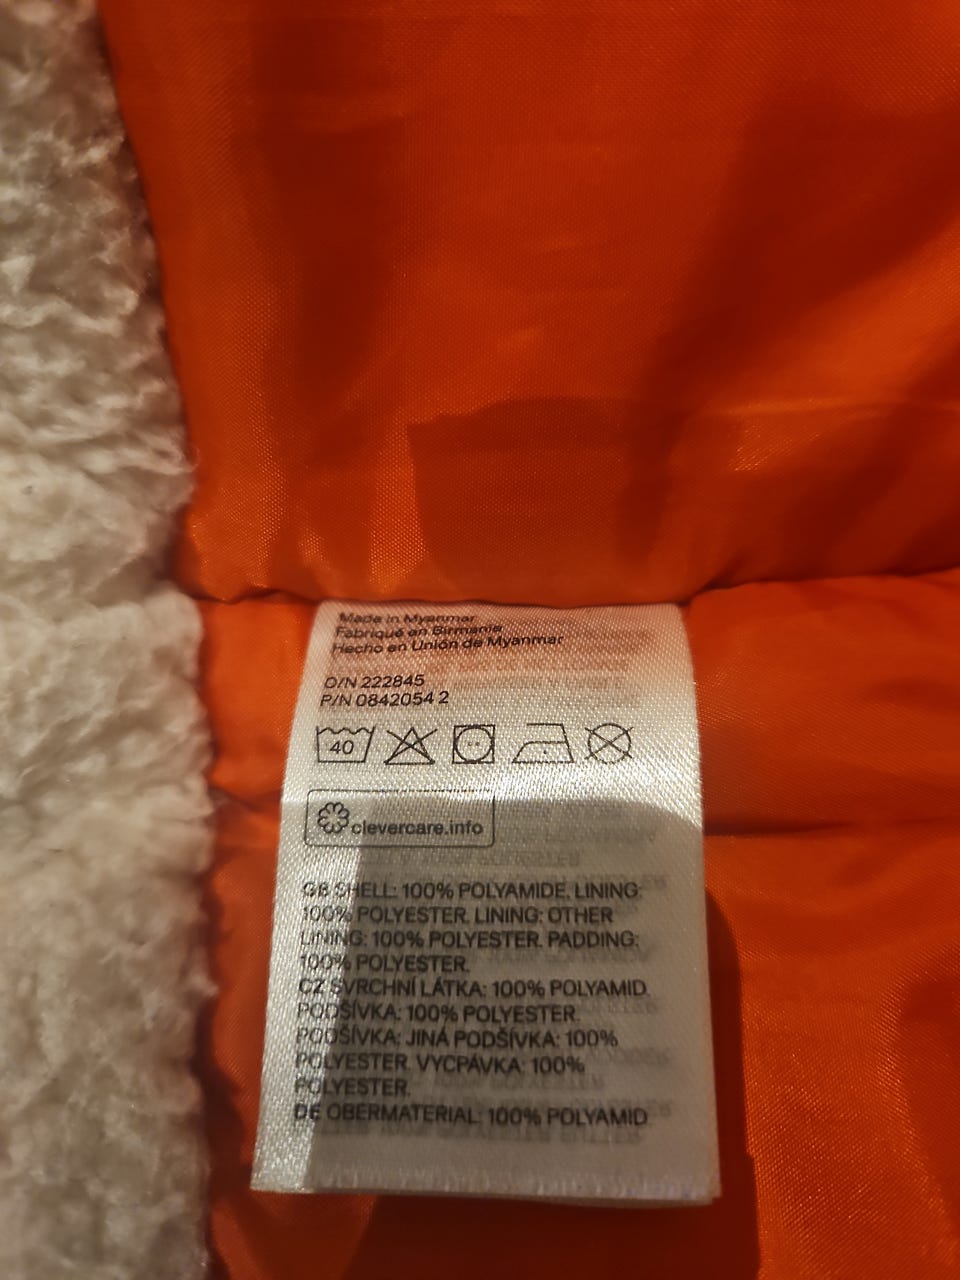 Made in Myanmar
Fabriqué en Birmanie
Hecho en Unión de Myanmar
O/N 222845
P/N 0842054 2
40
clevercare.info
GB SHELL: 100% POLYAMIDE. LINING:
100% POLYESTER. LINING: OTHER
LINING: 100% POLYESTER. PADDING:
100% POLYESTER.
CZ SVRCHNÍ LÁTKA: 100% POLYAMID.
PODŠÍVKA: 100% POLYESTER.
PODŠÍVKA: JINÁ PODŠÍVKA: 100%
POLYESTER. VYCPÁVKA: 100%
POLYESTER.
DE OBERMATERIAL: 100% POLYAMID